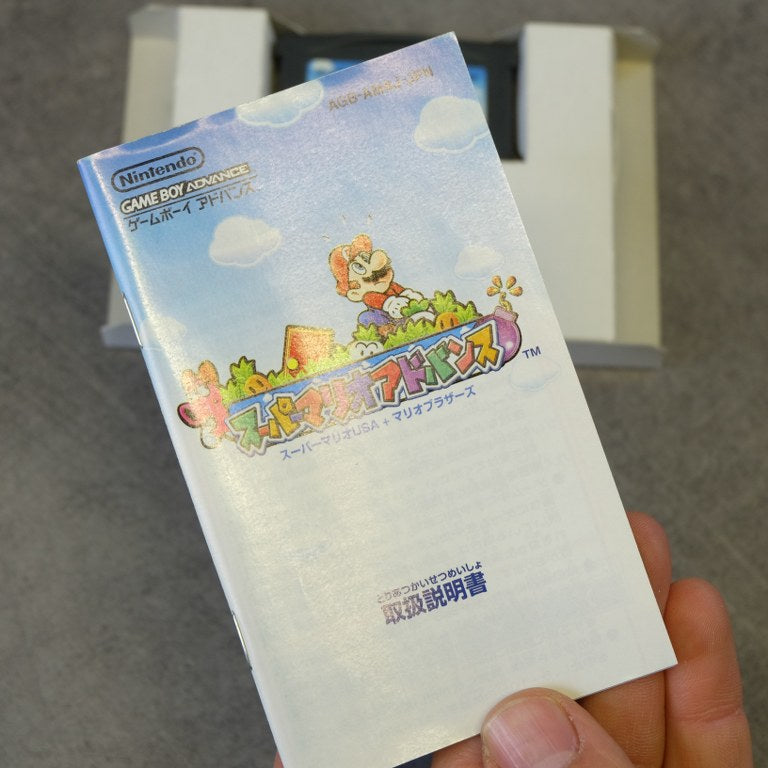 AGB-AMAJ-JPN
Nintendo
GAME BOY ADVANCE
ゲームボーイ アドバンス
スーパーマリオアドバンス
TM
スーパーマリオUSA + マリオブラザーズ
とりあつかいせつめいしょ
取扱説明書